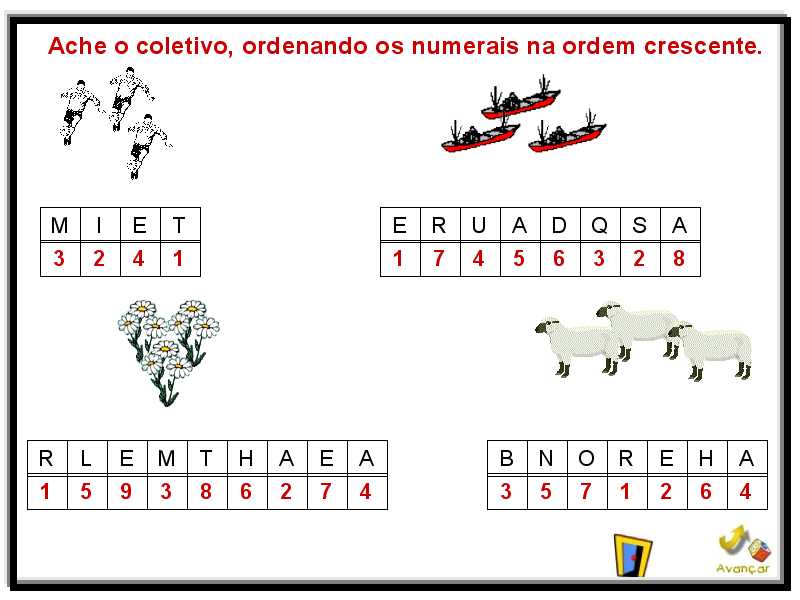 Ache o coletivo, ordenando os numerais na ordem crescente.
M I E T
3 2 4 1
E R U A D Q S A
1 7 4 5 6 3 2 8
R L E M T H A E A
1 5 9 3 8 6 2 7 4
B N O R E H A
3 5 7 1 2 6 4
Avançar